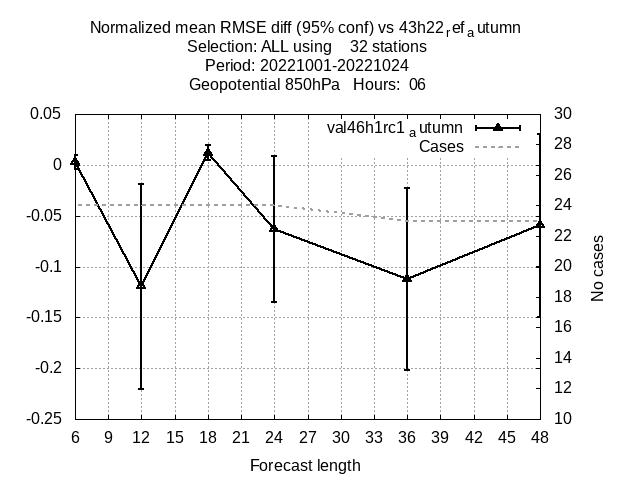 Normalized mean RMSE diff (95% conf) vs 43h22refautumn
Selection: ALL using 32 stations
Period: 20221001-20221024
Geopotential 850hPa Hours: 06
val46h1rc1autumn
Cases
0.05
0
-0.05
-0.1
-0.15
-0.2
-0.25
30
28
26
24
22
20
18
16
14
12
10
No cases
6 9 12 15 18 21 24 27 30 33 36 39 42 45 48
Forecast length